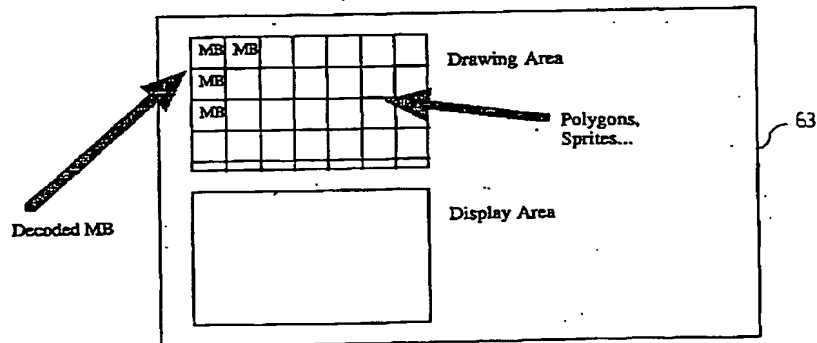 MB MB
Drawing Area
MB
MB
Polygons,
Sprites...
63
Decoded MB
Display Area